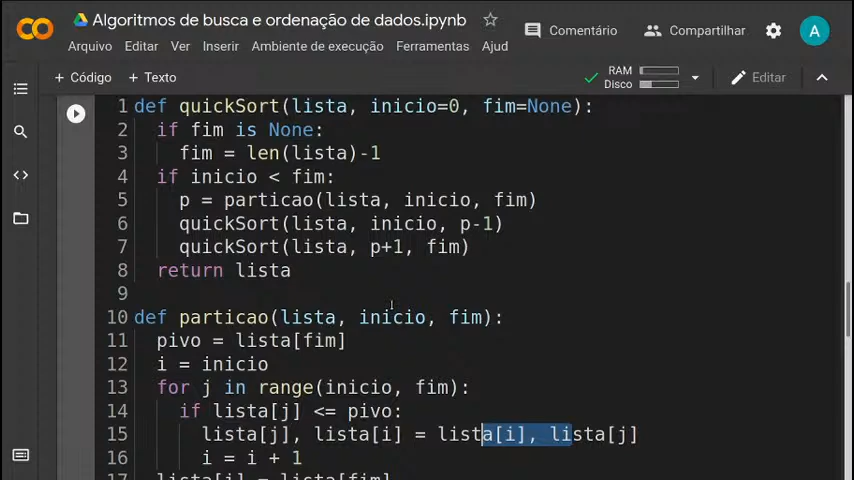 Algoritmos de busca e ordenação de dados.ipynb
Comentário
Compartilhar
A
Arquivo Editar Ver Inserir Ambiente de execução Ferramentas Ajud
+ Código + Texto
RAM
Disco
Editar
1 def quickSort(lista, inicio=0, fim=None):
2 if fim is None:
3 fim = len(lista)-1
4 if inicio < fim:
5 p = particao(lista, inicio, fim)
6 quickSort(lista, inicio, p-1)
7 quickSort(lista, p+1, fim)
8 return lista
9
10 def particao(lista, inicio, fim):
11 pivo = lista[fim]
12 i = inicio
13 for j in range(inicio, fim):
14 if lista[j] <= pivo:
15 lista[j], lista[i] = lista[i], lista[j]
16 i = i + 1
17 lista[i] = lista[fim]